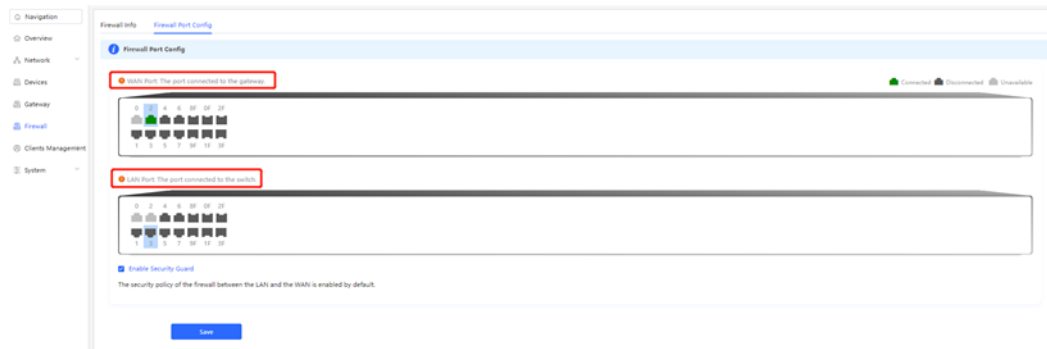 Navigation
Overview
Network
Devices
Gateway
Firewall
Clients Management
System
Firewall Info Firewall Port Config
Firewall Port Config
WAN Port: The port connected to the gateway.
Connected Disconnected Unavailable
0 2 4 6 8F 0F 2F
1 3 5 7 9F 1F 3F
LAN Port: The port connected to the switch.
0 2 4 6 8F 0F 2F
1 3 5 7 9F 1F 3F
Enable Security Guard
The security policy of the firewall between the LAN and the WAN is enabled by default.
Save